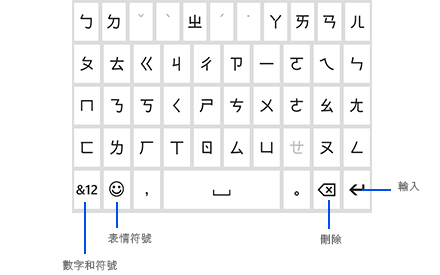 ㄅ ㄉ ˇ ˋ ㄓ ˊ ˙ ㄚ ㄞ ㄢ ㄦ
ㄆ ㄊ ㄍ ㄐ ㄔ ㄗ ㄧ ㄛ ㄟ ㄣ
ㄇ ㄋ ㄎ ㄑ ㄕ ㄘ ㄨ ㄜ ㄠ ㄤ
ㄈ ㄌ ㄏ ㄒ ㄖ ㄙ ㄩ ㄝ ㄡ ㄥ
&12 , 。
輸入
表情符號
刪除
數字和符號